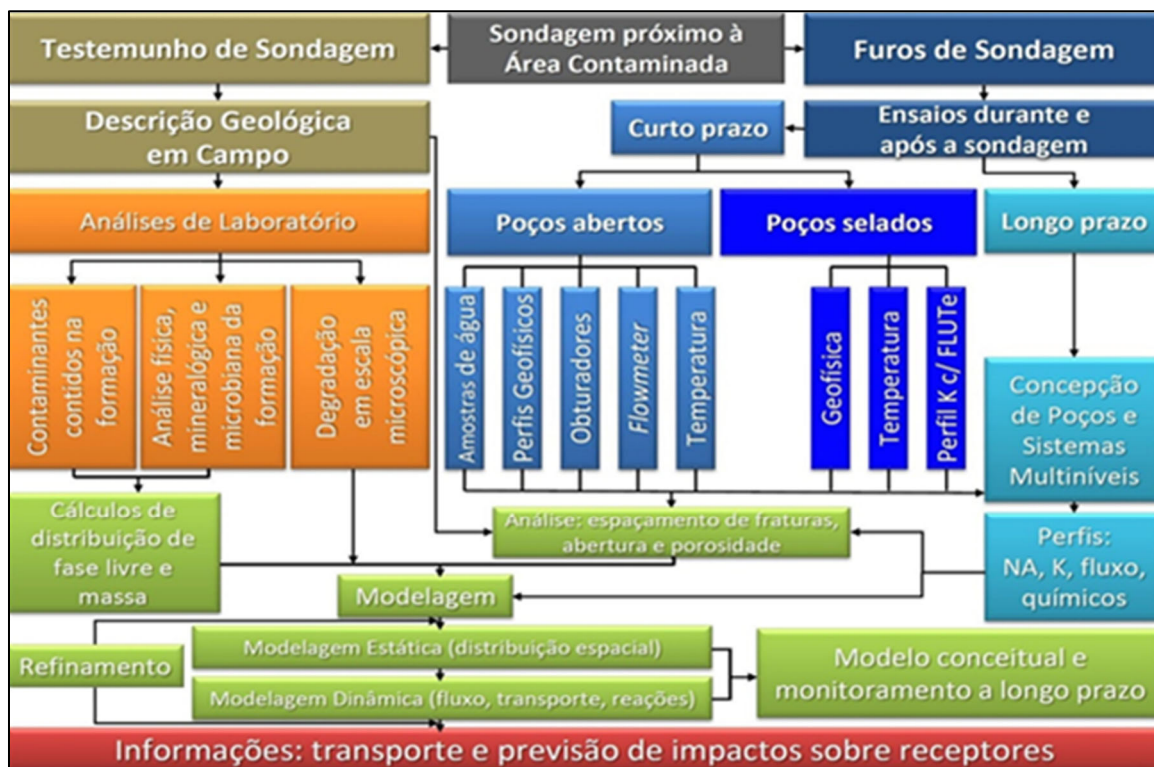 Testemunho de Sondagem
Sondagem próximo à
Área Contaminada
Furos de Sondagem
Descrição Geológica
em Campo
Curto prazo
Ensaios durante e
após a sondagem
Análises de Laboratório
Poços abertos
Poços selados
Longo prazo
Contaminantes
contidos na
formação
Análise física,
mineralógica e
microbiana da
formação
Degradação
em escala
microscópica
Amostras de água
Perfis Geofísicos
Obturadores
Flowmeter
Temperatura
Geofísica
Temperatura
Perfil K c/ FLUTe
Concepção
de Poços e
Sistemas
Multiníveis
Cálculos de
distribuição de
fase livre e
massa
Análise: espaçamento de fraturas,
abertura e porosidade
Perfis:
NA, K, fluxo,
químicos
Modelagem
Refinamento
Modelagem Estática (distribuição espacial)
Modelagem Dinâmica (fluxo, transporte, reações)
Modelo conceitual e
monitoramento a longo prazo
Informações: transporte e previsão de impactos sobre receptores